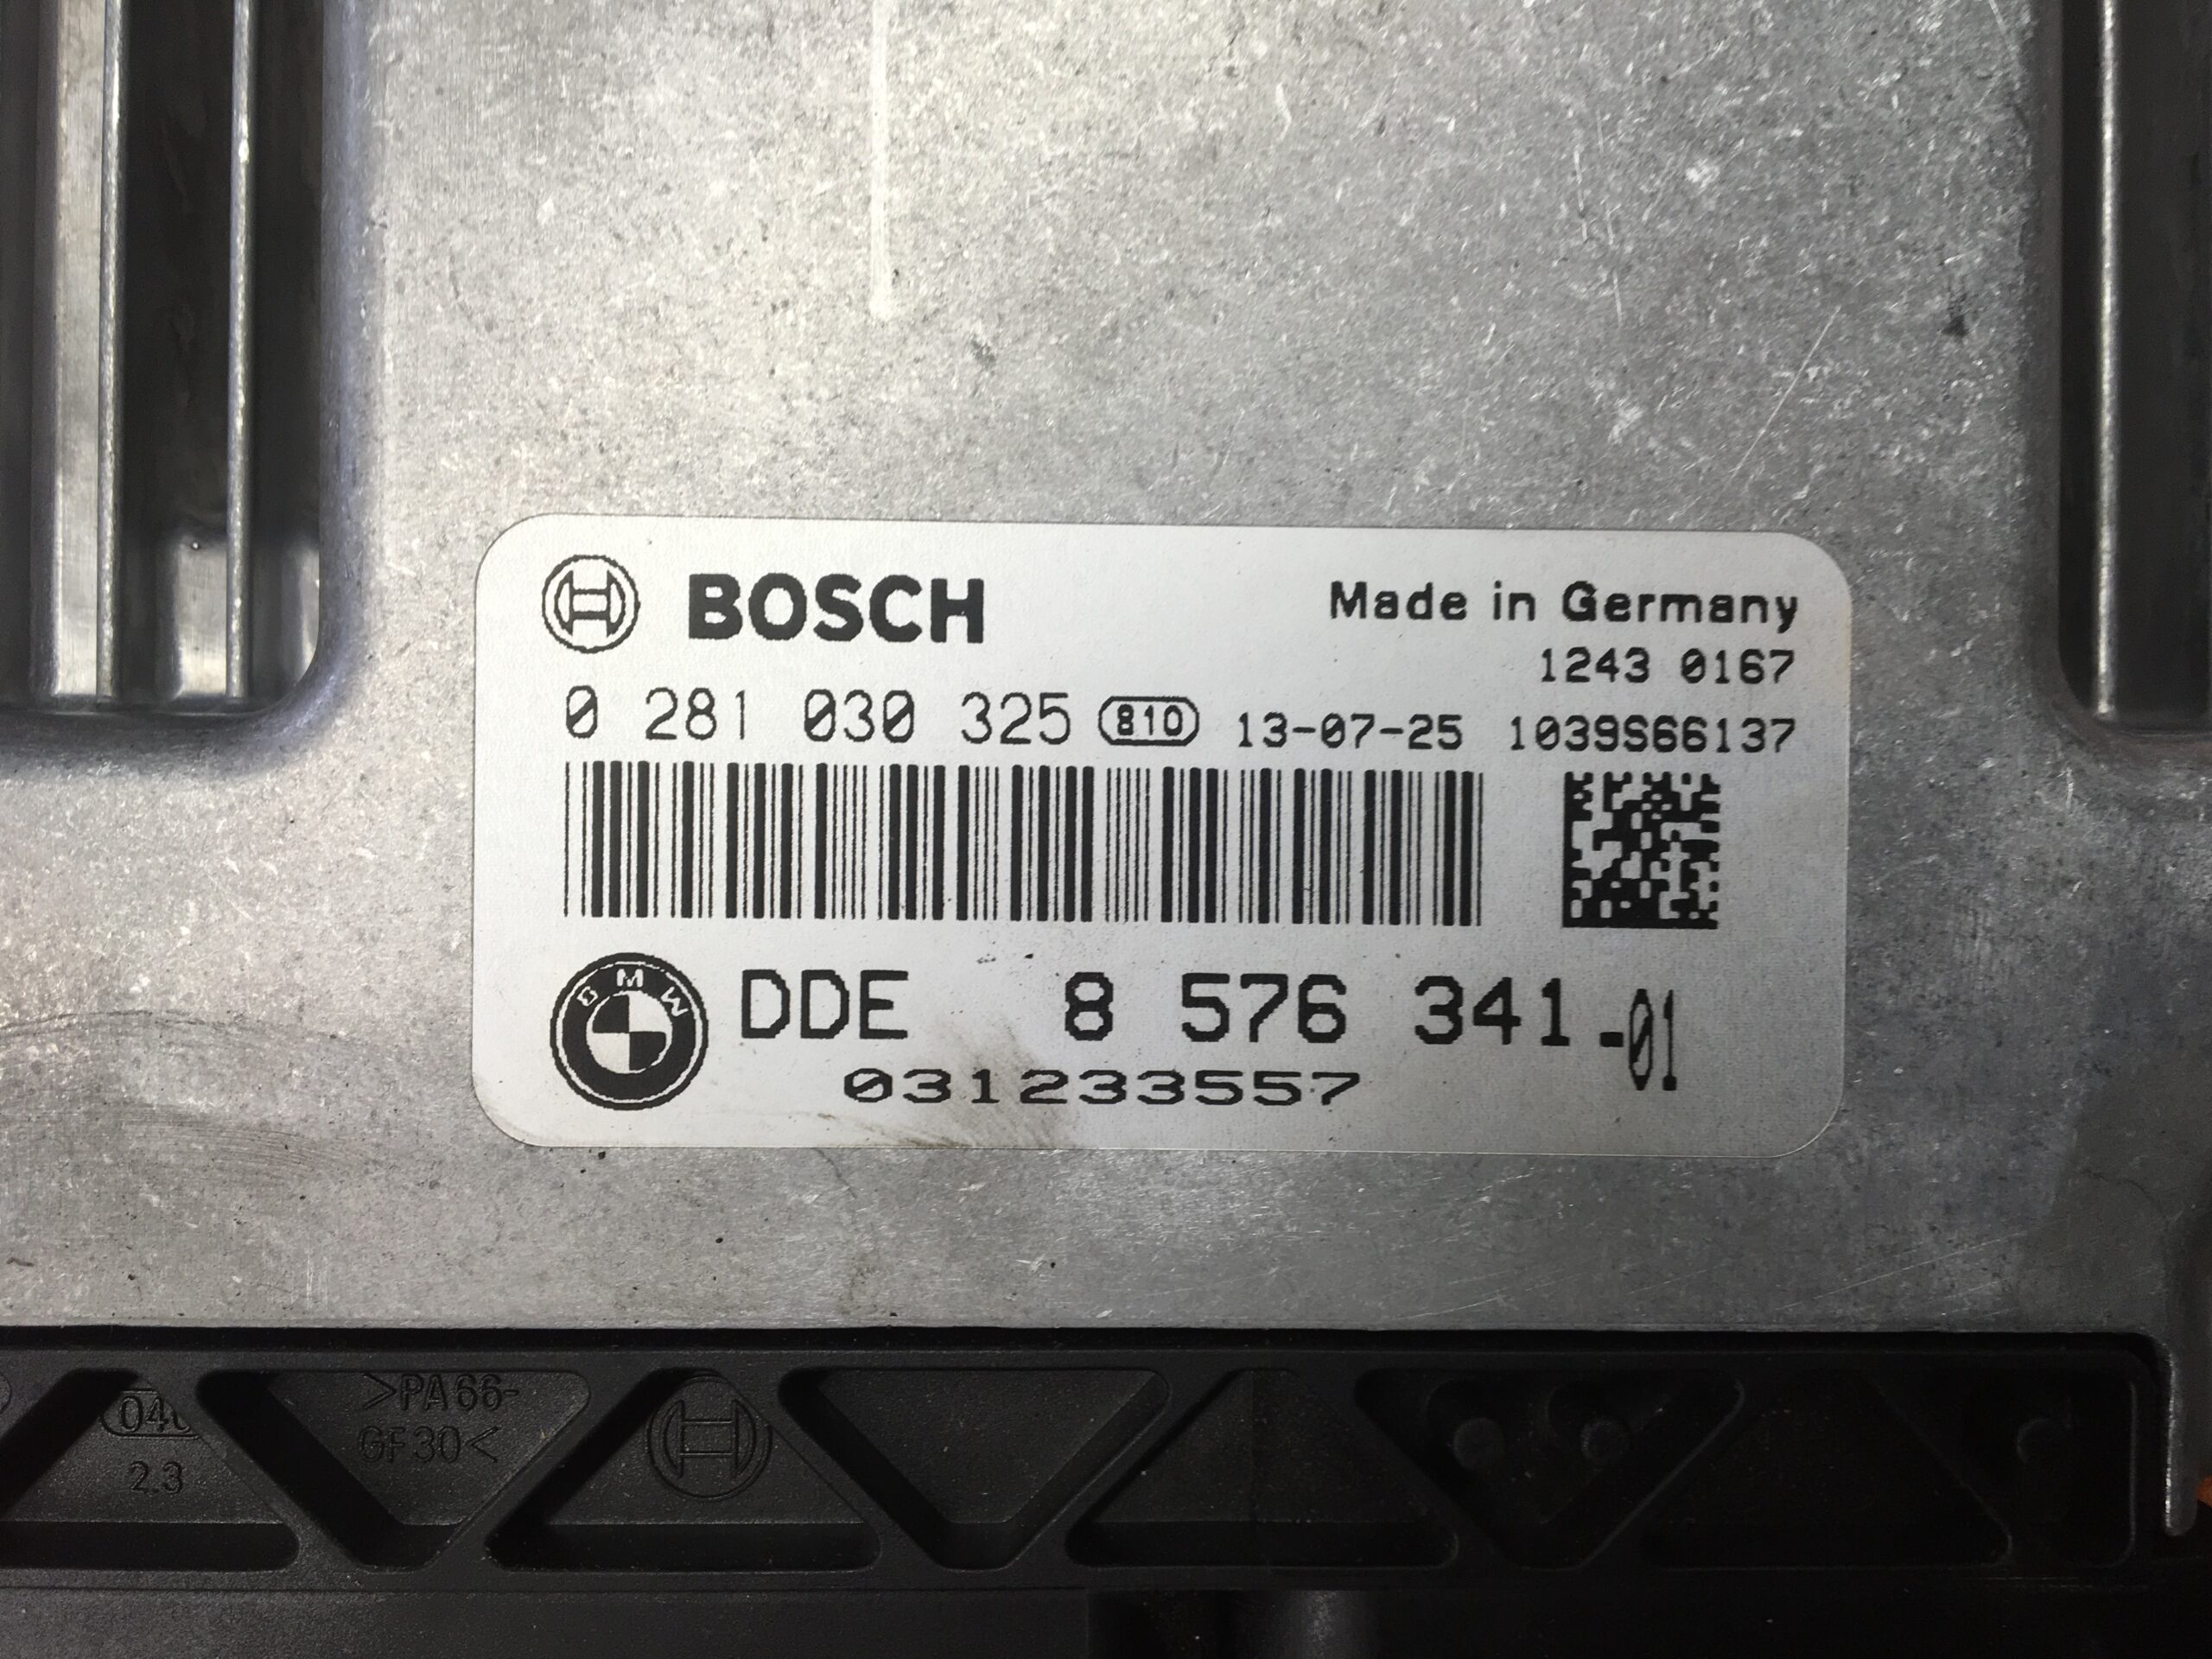 BOSCH
Made in Germany
1243 0167
0 281 030 325 810 13-07-25 1039S66137
BMW DDE 8 576 341-01
031233557
>PA66-
GF30<
2.3